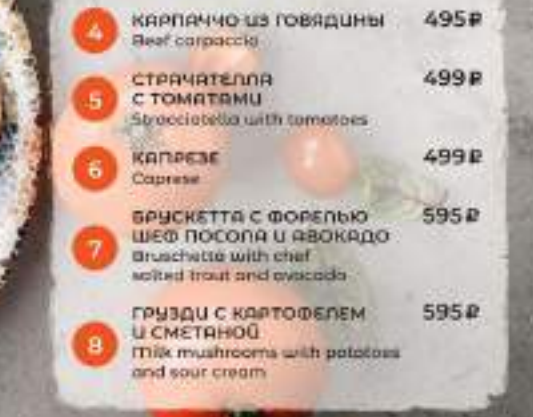 4
КАРПАЧЧО ИЗ ГОВЯДИНЫ 495₽
Beef carpaccio
5
СТРАЧАТЕЛЛА 499₽
С ТОМАТАМИ
Stracciatella with tomatoes
6
КАПРЕЗЕ 499₽
Caprese
7
БРУСКЕТТА С ФОРЕЛЬЮ 595₽
ШЕФ ПОСОЛА И АВОКАДО
Bruschetta with chef
salted trout and avocado
8
ГРУЗДИ С КАРТОФЕЛЕМ 595₽
И СМЕТАНОЙ
Milk mushrooms with potatoes
and sour cream